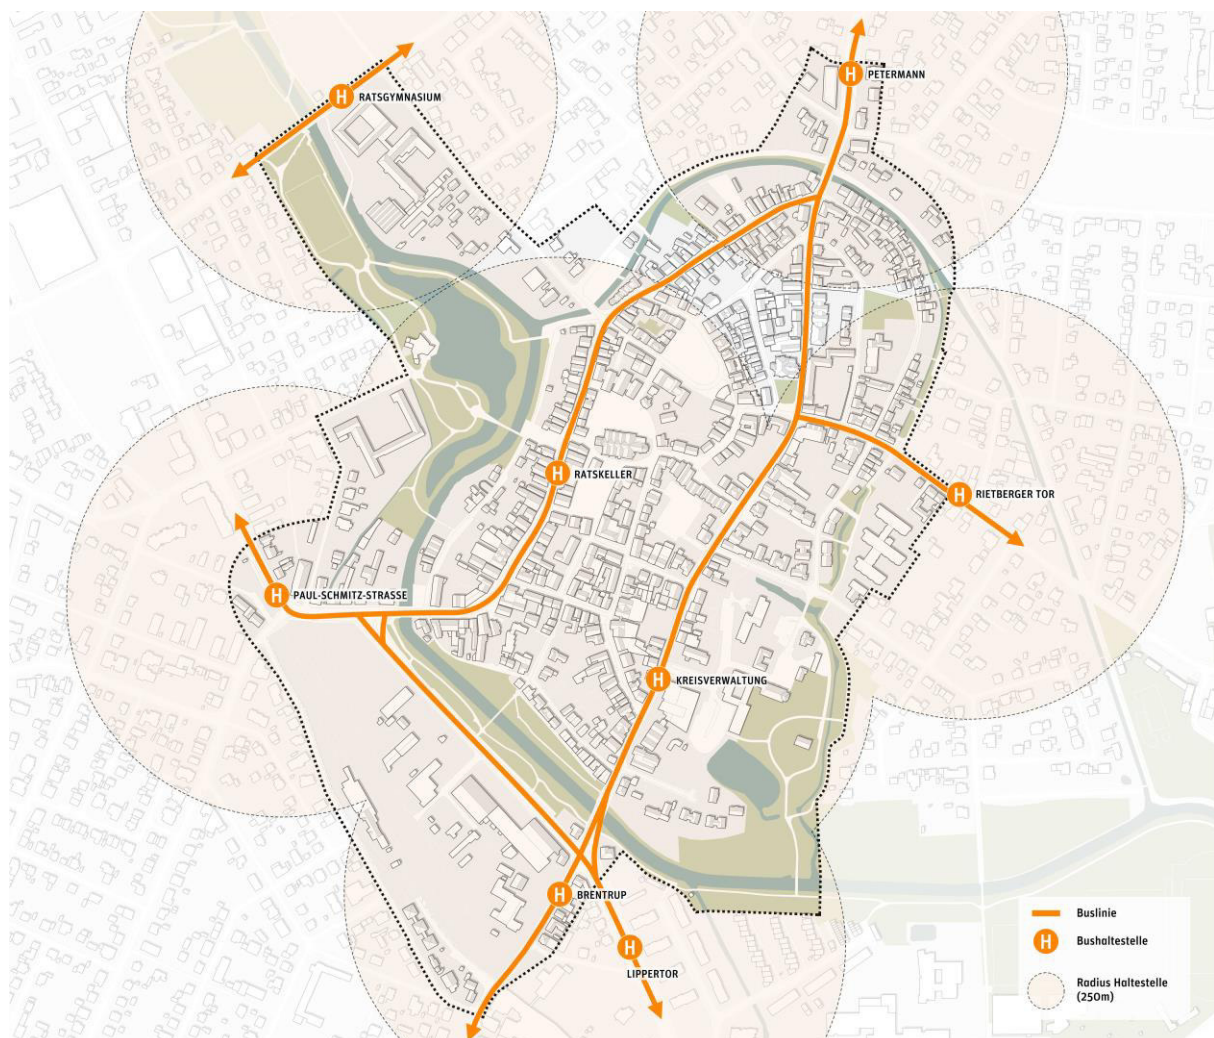 H PETERMANN
H RATSGYMNASIUM
H RATSKELLER
H RIETBERGER TOR
H PAUL-SCHMITZ-STRASSE
H KREISVERWALTUNG
H BRENTRUP
H
LIPPERTOR
Buslinie
H Bushaltestelle
Radius Haltestelle
(250m)